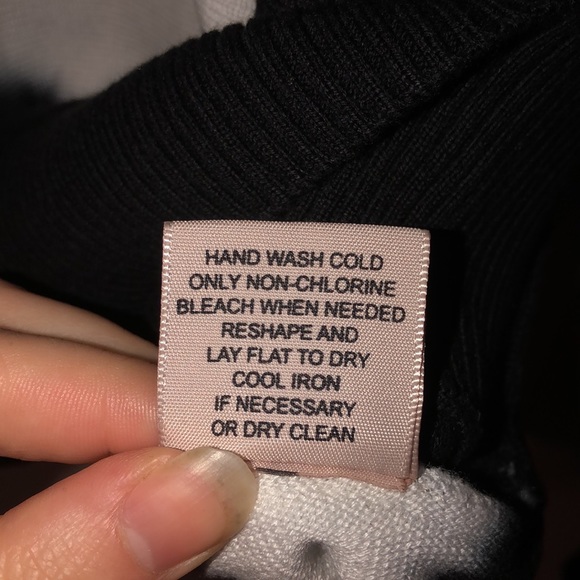 HAND WASH COLD
ONLY NON-CHLORINE
BLEACH WHEN NEEDED
RESHAPE AND
LAY FLAT TO DRY
COOL IRON
IF NECESSARY
OR DRY CLEAN